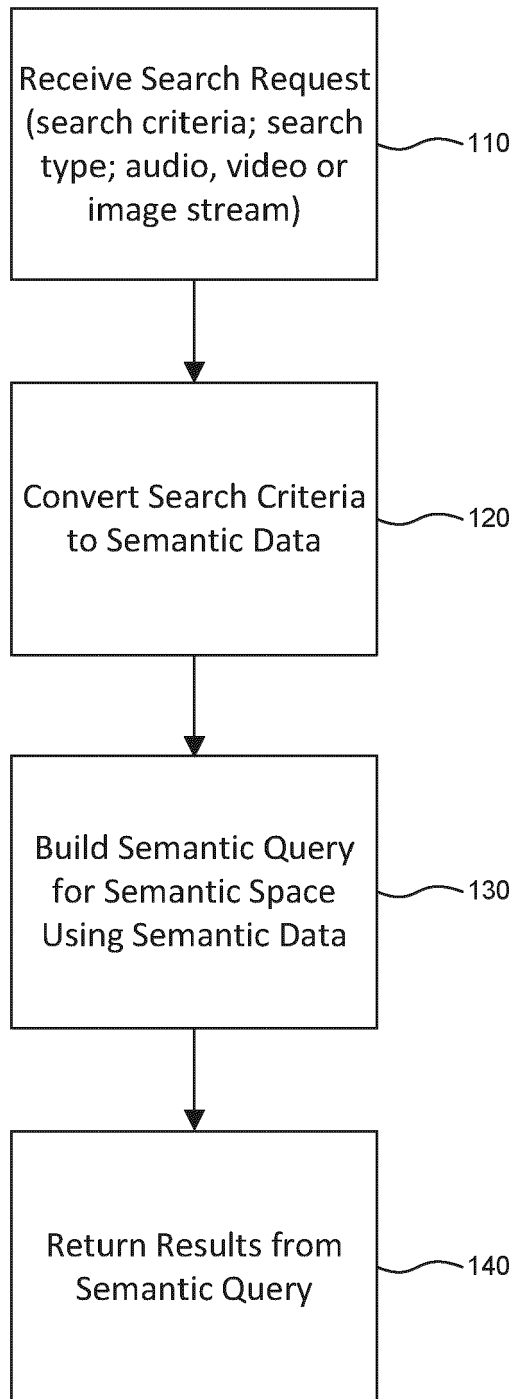 Receive Search Request
(search criteria; search
type; audio, video or
image stream)
110
Convert Search Criteria
to Semantic Data
120
Build Semantic Query
for Semantic Space
Using Semantic Data
130
Return Results from
Semantic Query
140